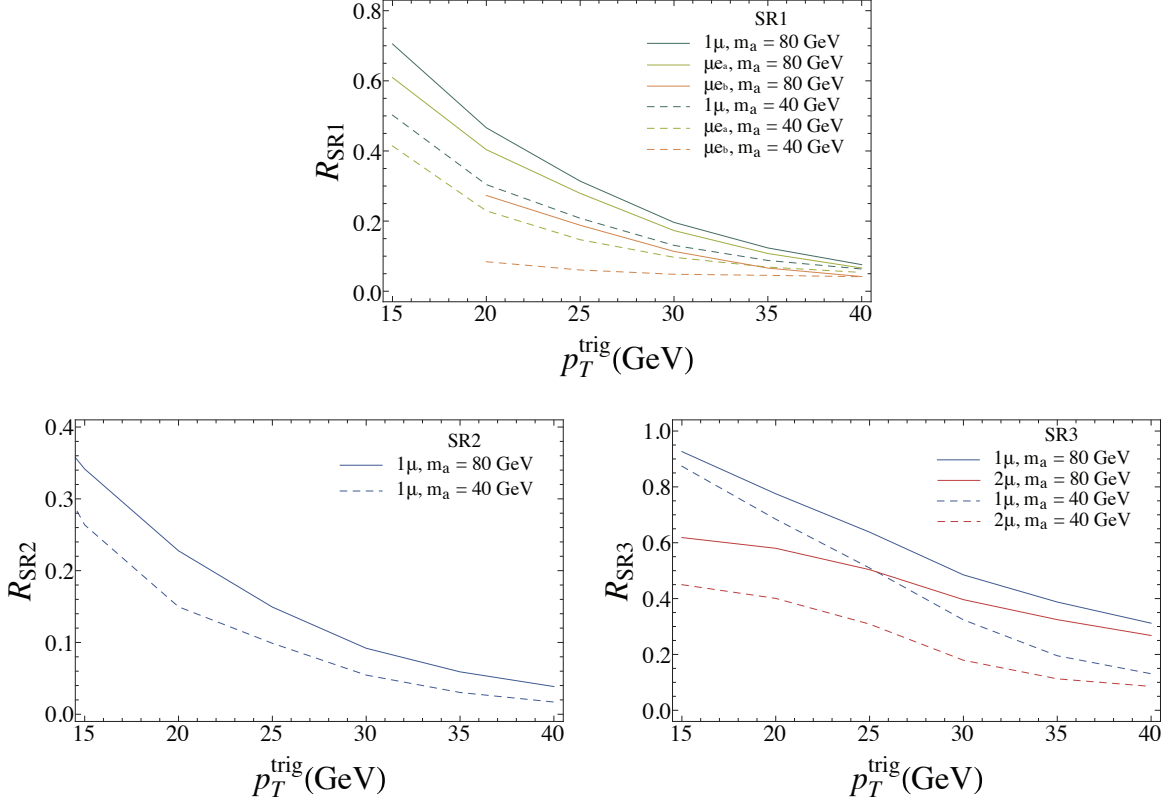 SR1
1μ, mₐ = 80 GeV
μeₐ, mₐ = 80 GeV
μe_b, mₐ = 80 GeV
1μ, mₐ = 40 GeV
μeₐ, mₐ = 40 GeV
μe_b, mₐ = 40 GeV
0.8
0.6
0.4
0.2
0.0
R_SR1
15 20 25 30 35 40
p_T^trig(GeV)
SR2
1μ, mₐ = 80 GeV
1μ, mₐ = 40 GeV
0.4
0.3
0.2
0.1
0.0
R_SR2
15 20 25 30 35 40
p_T^trig(GeV)
SR3
1μ, mₐ = 80 GeV
2μ, mₐ = 80 GeV
1μ, mₐ = 40 GeV
2μ, mₐ = 40 GeV
1.0
0.8
0.6
0.4
0.2
0.0
R_SR3
15 20 25 30 35 40
p_T^trig(GeV)